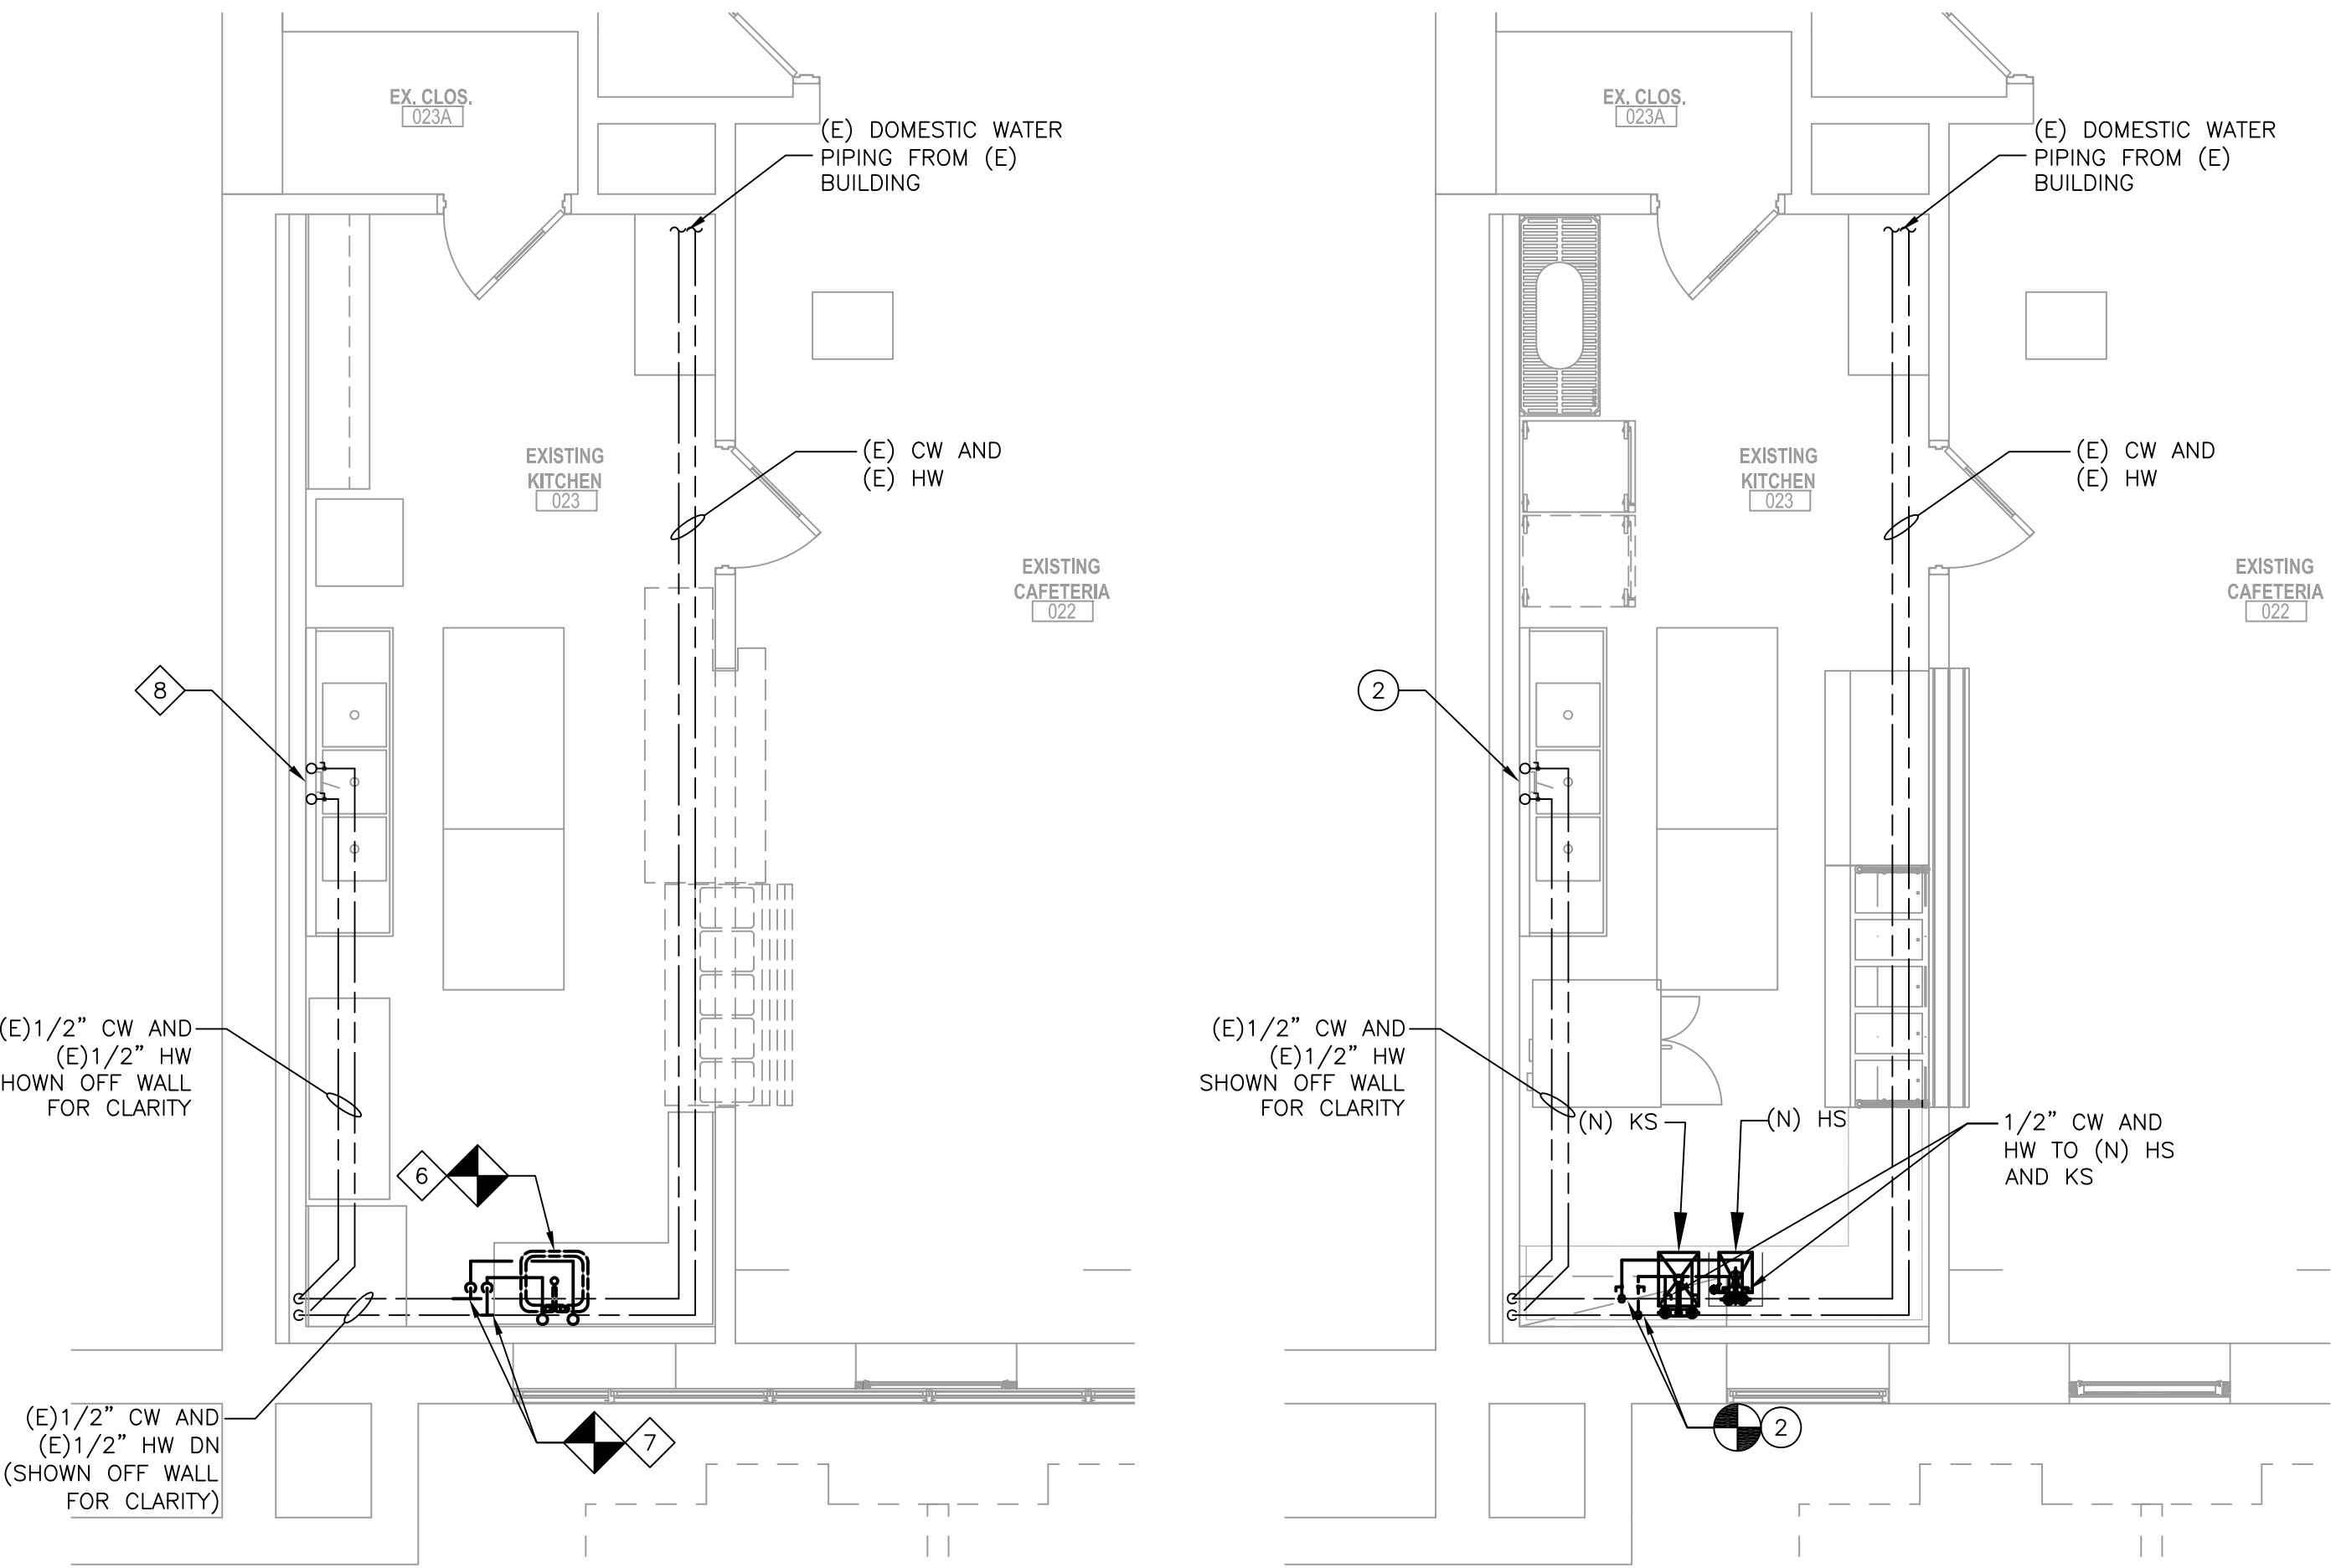 EX. CLOS.
023A
(E) DOMESTIC WATER
PIPING FROM (E)
BUILDING
EXISTING
KITCHEN
023
(E) CW AND
(E) HW
EXISTING
CAFETERIA
022
8
(E)1/2" CW AND
(E)1/2" HW
HOWN OFF WALL
FOR CLARITY
6
7
(E)1/2" CW AND
(E)1/2" HW DN
(SHOWN OFF WALL
FOR CLARITY)
EX. CLOS.
023A
(E) DOMESTIC WATER
PIPING FROM (E)
BUILDING
EXISTING
KITCHEN
023
(E) CW AND
(E) HW
EXISTING
CAFETERIA
022
2
(E)1/2" CW AND
(E)1/2" HW
SHOWN OFF WALL
FOR CLARITY
(N) KS
(N) HS
1/2" CW AND
HW TO (N) HS
AND KS
2